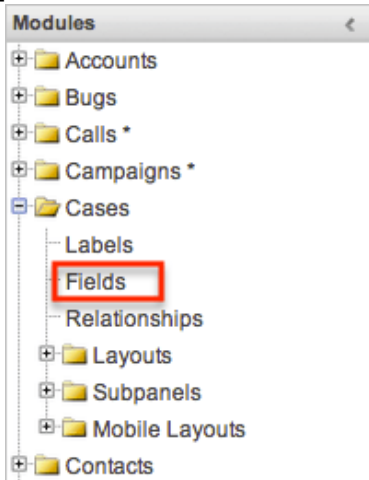 Modules
Accounts
Bugs
Calls *
Campaigns *
Cases
Labels
Fields
Relationships
Layouts
Subpanels
Mobile Layouts
Contacts